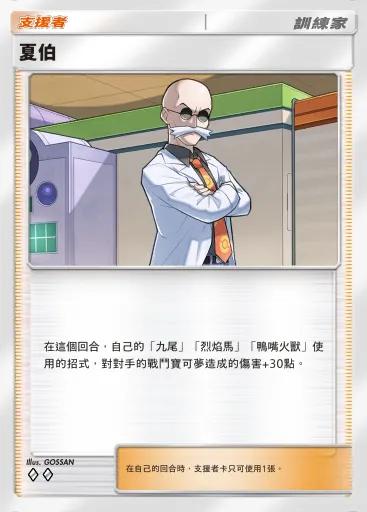 支援者
訓練家
夏伯
在這個回合，自己的「九尾」「烈焰馬」「鴨嘴火獸」使
用的招式，對對手的戰鬥寶可夢造成的傷害+30點。
Illus. GOSSAN
在自己的回合時，支援者卡只可使用1張。